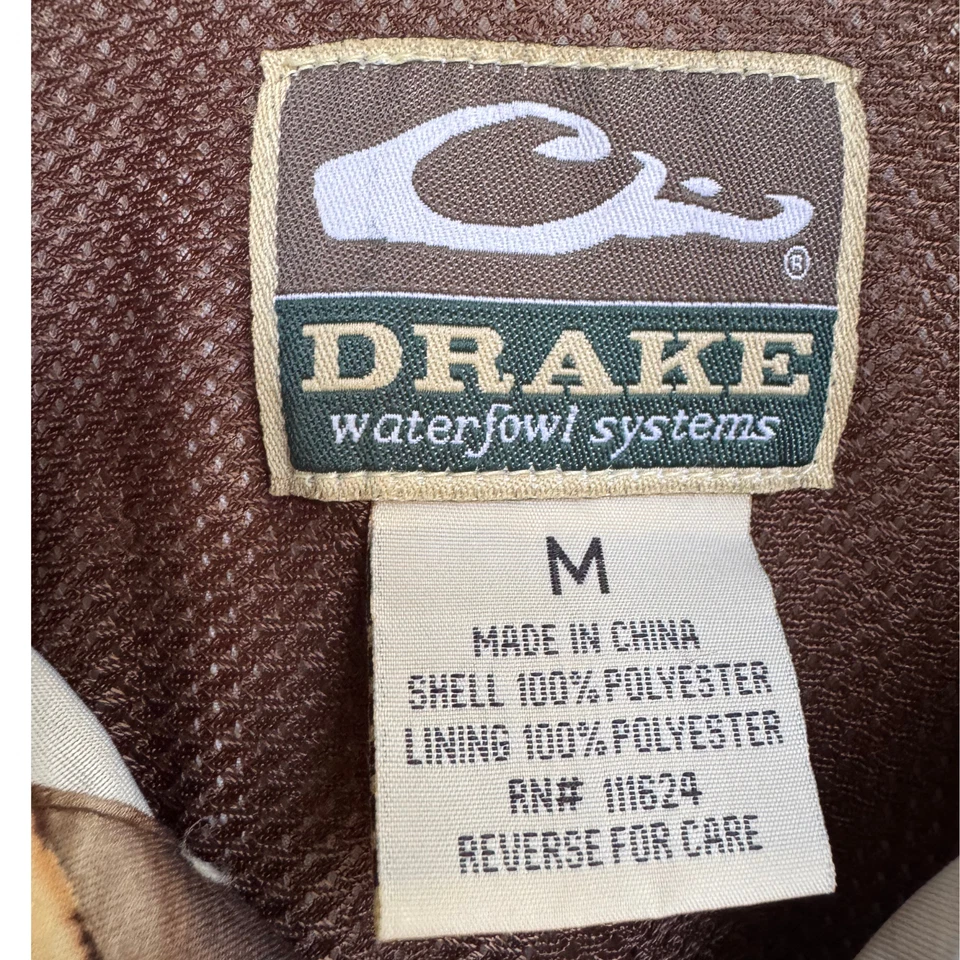 ®
DRAKE
waterfowl systems
M
MADE IN CHINA
SHELL 100% POLYESTER
LINING 100% POLYESTER
RN# 111624
REVERSE FOR CARE